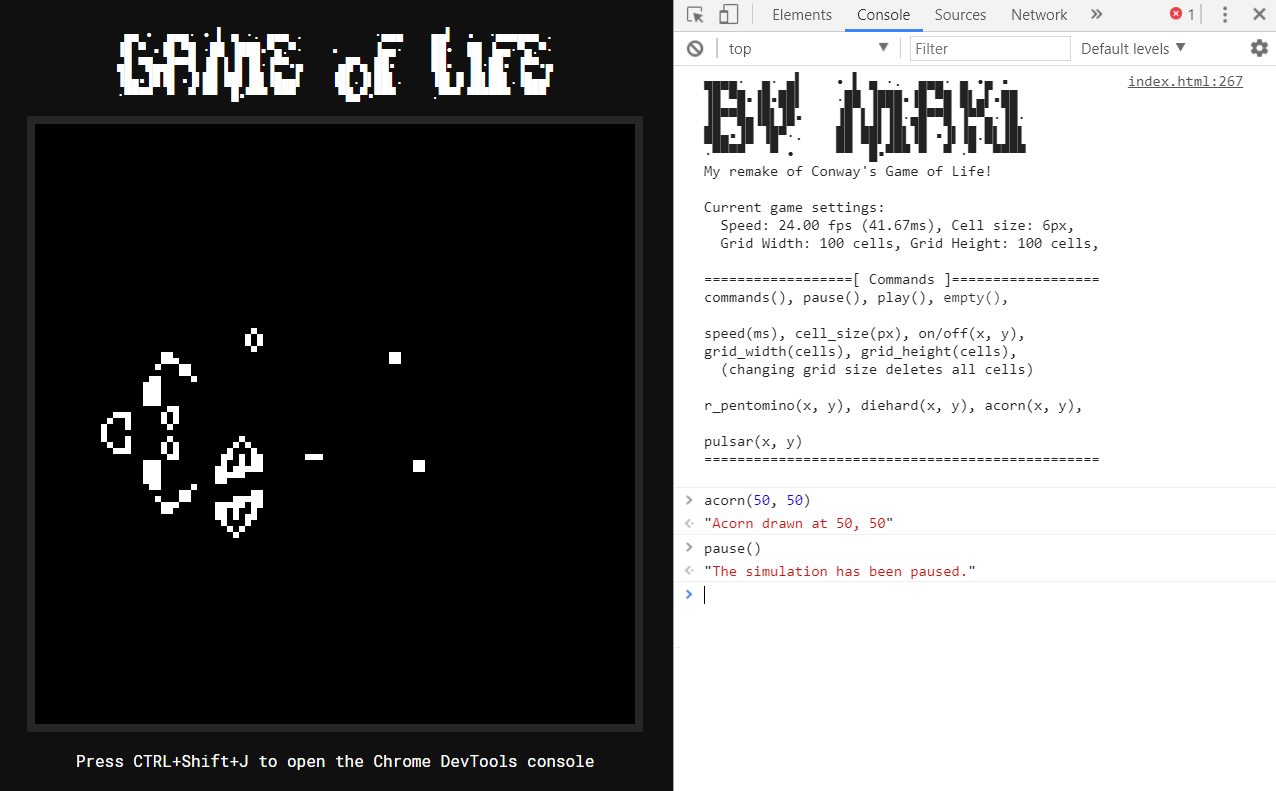 GAME OF LIFE
Press CTRL+Shift+J to open the Chrome DevTools console
Elements Console Sources Network » 1
top Filter Default levels
BY MAKI
index.html:267
My remake of Conway's Game of Life!
Current game settings:
Speed: 24.00 fps (41.67ms), Cell size: 6px,
Grid Width: 100 cells, Grid Height: 100 cells,
==================[ Commands ]==================
commands(), pause(), play(), empty(),
speed(ms), cell_size(px), on/off(x, y),
grid_width(cells), grid_height(cells),
(changing grid size deletes all cells)
r_pentomino(x, y), diehard(x, y), acorn(x, y),
pulsar(x, y)
================================================
acorn(50, 50)
"Acorn drawn at 50, 50"
pause()
"The simulation has been paused."